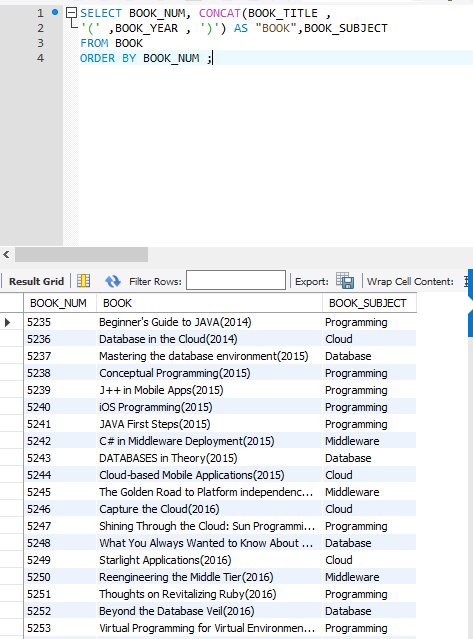 1 SELECT BOOK_NUM, CONCAT(BOOK_TITLE ,
2 '(' ,BOOK_YEAR , ')') AS "BOOK",BOOK_SUBJECT
3 FROM BOOK
4 ORDER BY BOOK_NUM ;
Result Grid Filter Rules: Export: Wrap Cell Content:
BOOK_NUM BOOK BOOK_SUBJECT
5235 Beginner's Guide to JAVA(2014) Programming
5236 Database in the Cloud(2014) Cloud
5237 Mastering the database environment(2015) Database
5238 Conceptual Programming(2015) Programming
5239 J++ in Mobile Apps(2015) Programming
5240 iOS Programming(2015) Programming
5241 JAVA First Steps(2015) Programming
5242 C# in Middleware Deployment(2015) Middleware
5243 DATABASES in Theory(2015) Database
5244 Cloud-based Mobile Applications(2015) Cloud
5245 The Golden Road to Platform independenc... Middleware
5246 Capture the Cloud(2016) Cloud
5247 Shining Through the Cloud: Sun Programmi... Programming
5248 What You Always Wanted to Know About ... Database
5249 Starlight Applications(2016) Cloud
5250 Reengineering the Middle Tier(2016) Middleware
5251 Thoughts on Revitalizing Ruby(2016) Programming
5252 Beyond the Database Veil(2016) Database
5253 Virtual Programming for Virtual Environmen... Programming